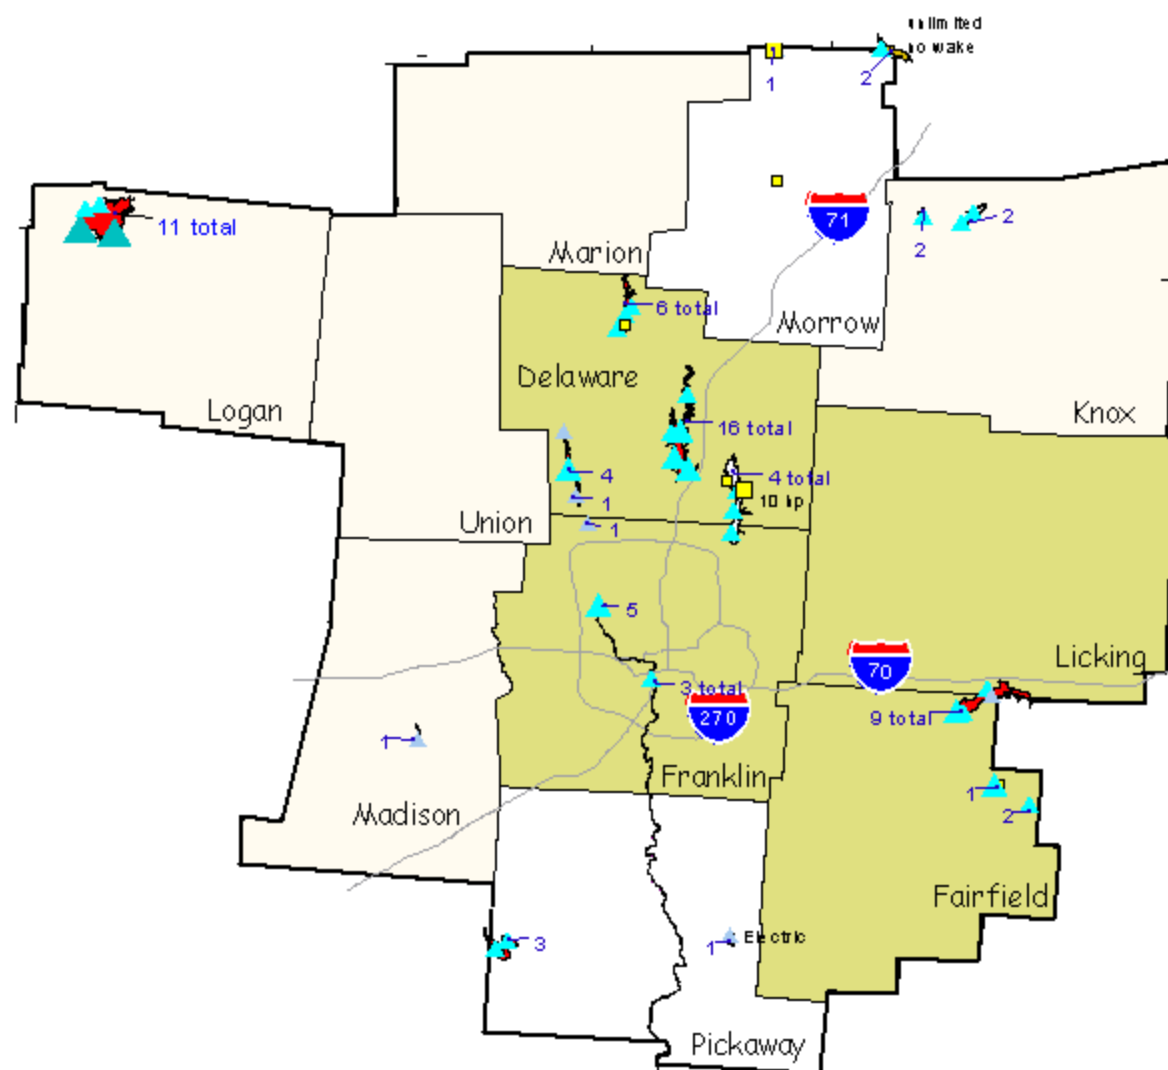 unlimited
no wake
1
2
11 total
71
1
2
2
Marion
6 total
Morrow
Delaware
Logan
Knox
16 total
4
4 total
10 hp
1
Union
1
5
Licking
70
3 total
270
9 total
1
Franklin
1
2
Madison
Fairfield
3
1
Electric
Pickaway